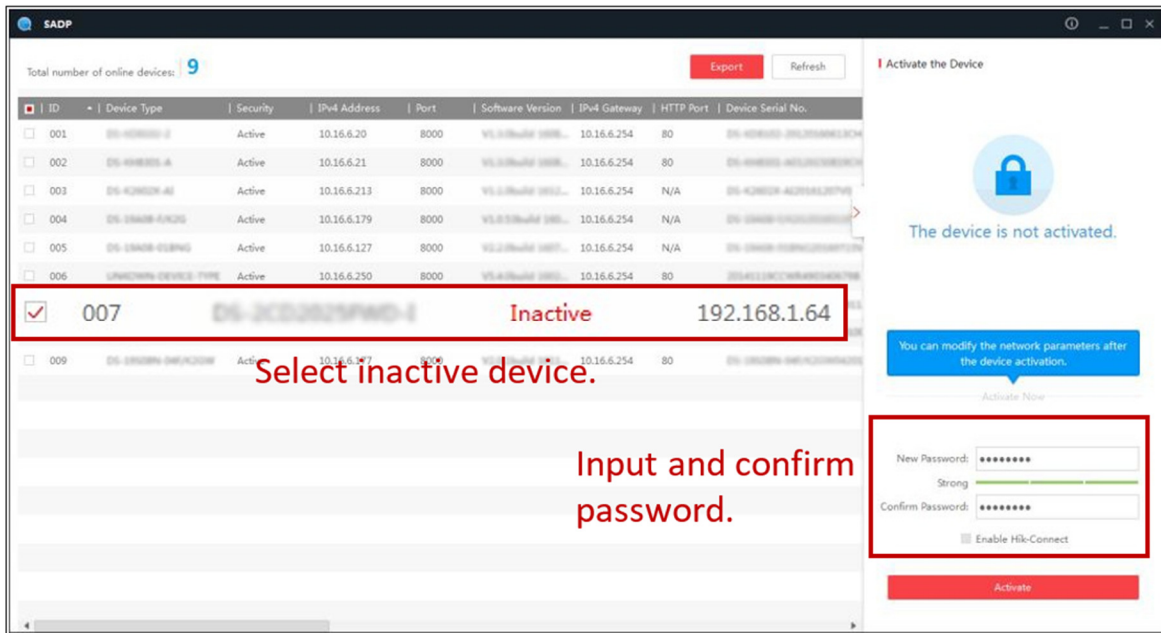 SADP
Total number of online devices: 9
Export
Refresh
ID | Device Type | Security | IPv4 Address | Port | Software Version | IPv4 Gateway | HTTP Port | Device Serial No.
001 Active 10.16.6.20 8000 10.16.6.254 80
002 Active 10.16.6.21 8000 10.16.6.254 80
003 Active 10.16.6.213 8000 10.16.6.254 N/A
004 Active 10.16.6.179 8000 10.16.6.254 N/A
005 Active 10.16.6.127 8000 10.16.6.254 N/A
006 Active 10.16.6.250 8000 10.16.6.254 80
007 Inactive 192.168.1.64
009 8000 10.16.6.254 80
Select inactive device.
Input and confirm
password.
Activate the Device
The device is not activated.
You can modify the network parameters after
the device activation.
Activate Now
New Password: ••••••••
Strong
Confirm Password: ••••••••
Enable Hik-Connect
Activate